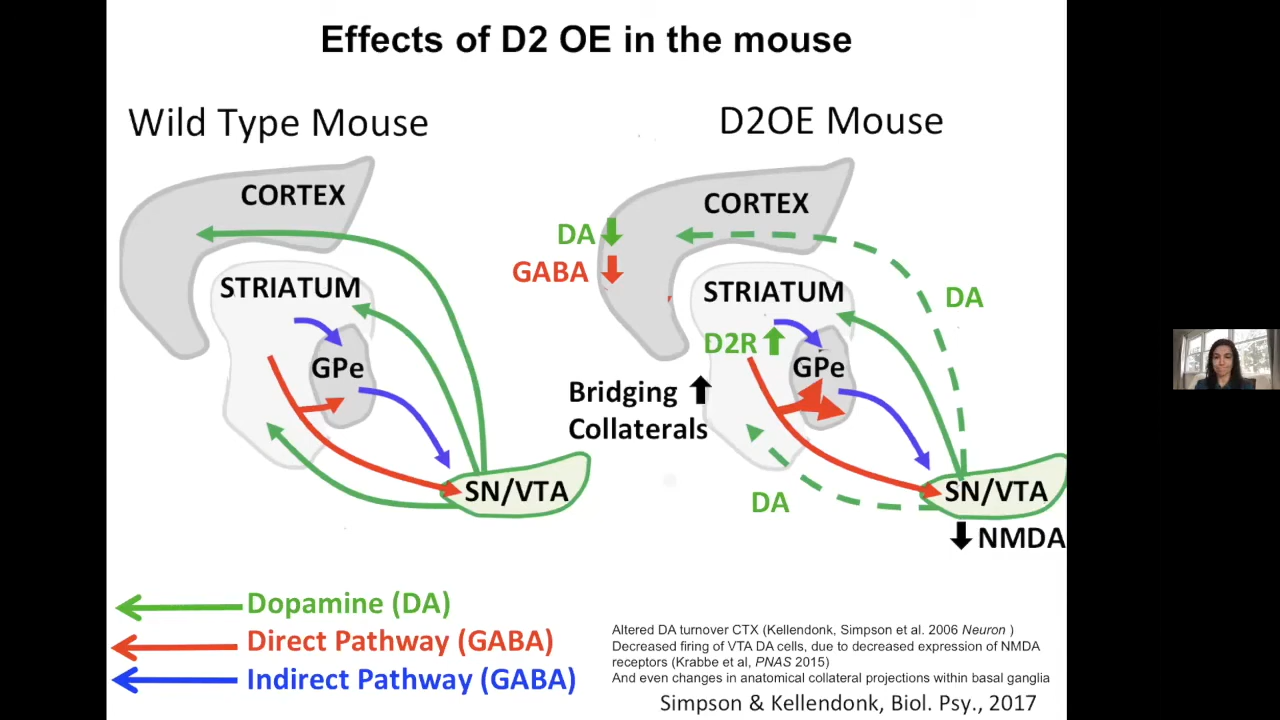 Effects of D2 OE in the mouse
Wild Type Mouse
CORTEX
STRIATUM
GPe
SN/VTA
D2OE Mouse
CORTEX
DA
GABA
STRIATUM
DA
D2R
GPe
Bridging
Collaterals
DA
SN/VTA
NMDA
Dopamine (DA)
Direct Pathway (GABA)
Indirect Pathway (GABA)
Altered DA turnover CTX (Kellendonk, Simpson et al. 2006 Neuron )
Decreased firing of VTA DA cells, due to decreased expression of NMDA
receptors (Krabbe et al, PNAS 2015)
And even changes in anatomical collateral projections within basal ganglia
Simpson & Kellendonk, Biol. Psy., 2017